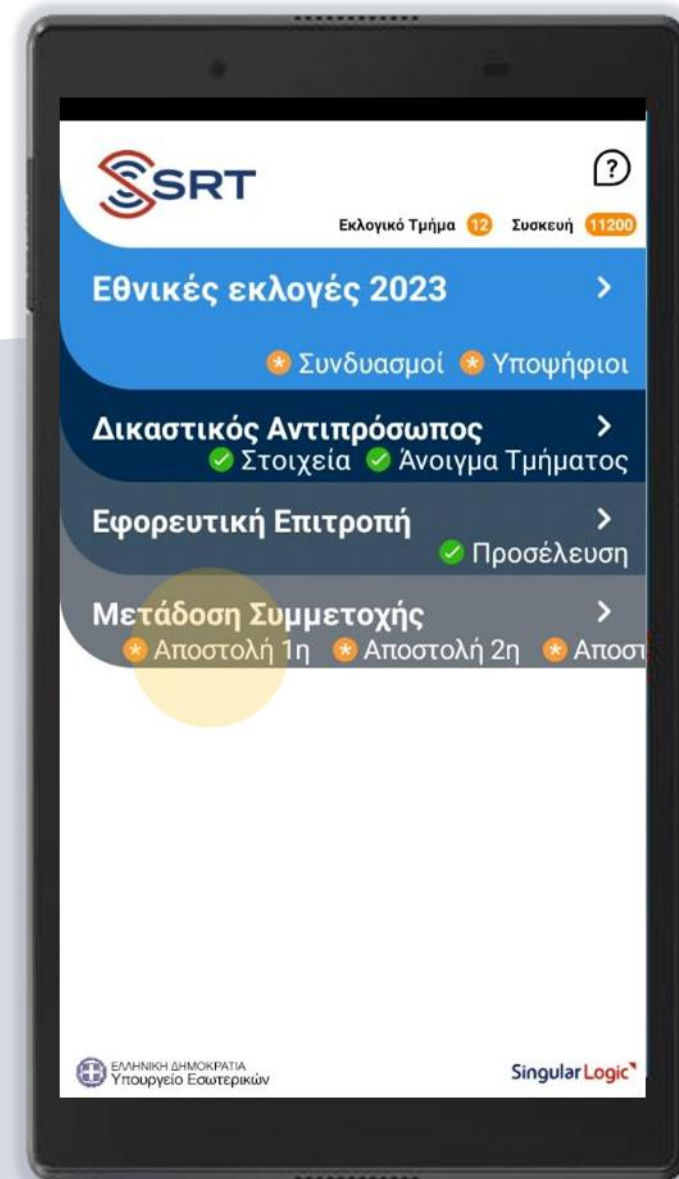 SRT
?
Εκλογικό Τμήμα 12 Συσκευή 11200
Εθνικές εκλογές 2023
Συνδυασμοί Υποψήφιοι
Δικαστικός Αντιπρόσωπος
Στοιχεία Άνοιγμα Τμήματος
Εφορευτική Επιτροπή
Προσέλευση
Μετάδοση Συμμετοχής
Αποστολή 1η Αποστολή 2η Αποστ
ΕΛΛΗΝΙΚΗ ΔΗΜΟΚΡΑΤΙΑ
Υπουργείο Εσωτερικών
SingularLogic